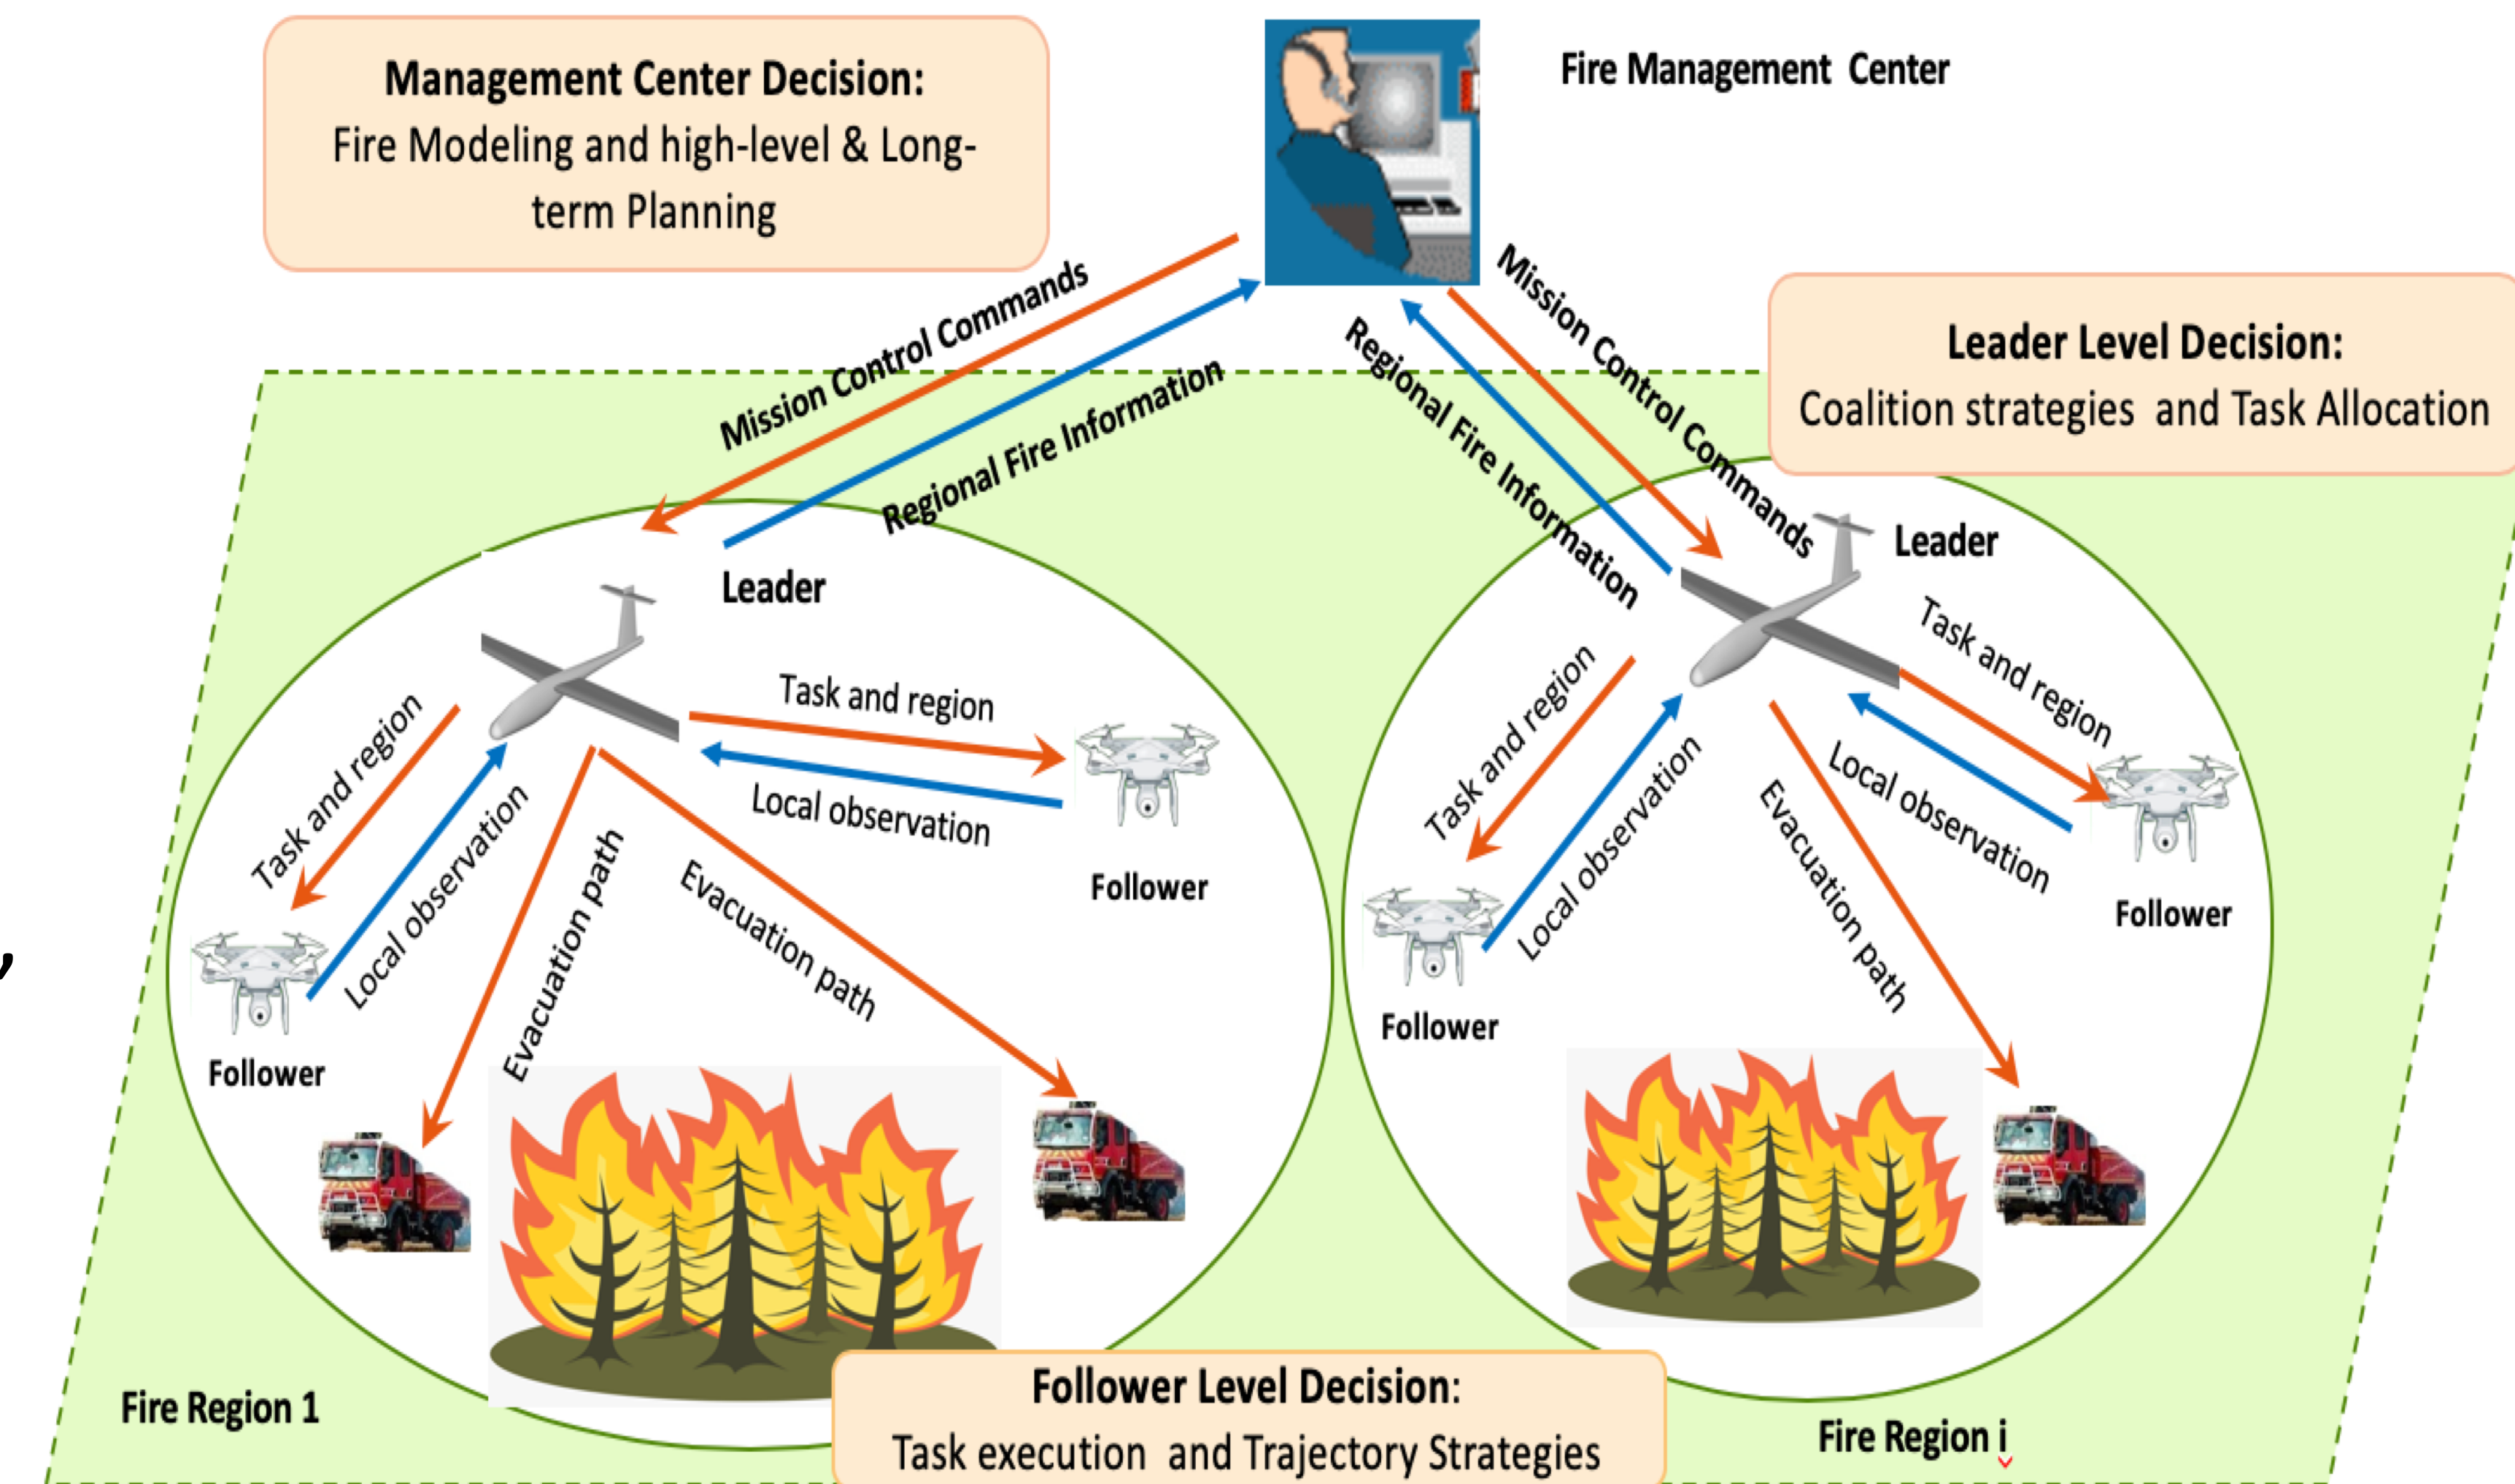 Management Center Decision:
Fire Modeling and high-level & Long-
term Planning
Fire Management Center
Mission Control Commands
Regional Fire Information
Mission Control Commands
Regional Fire Information
Leader Level Decision:
Coalition strategies and Task Allocation
Leader
Task and region
Local observation
Task and region
Local observation
Evacuation path
Evacuation path
Follower
Follower
Leader
Task and region
Local observation
Task and region
Local observation
Evacuation path
Follower
Follower
,
Fire Region 1
Follower Level Decision:
Task execution and Trajectory Strategies
Fire Region i